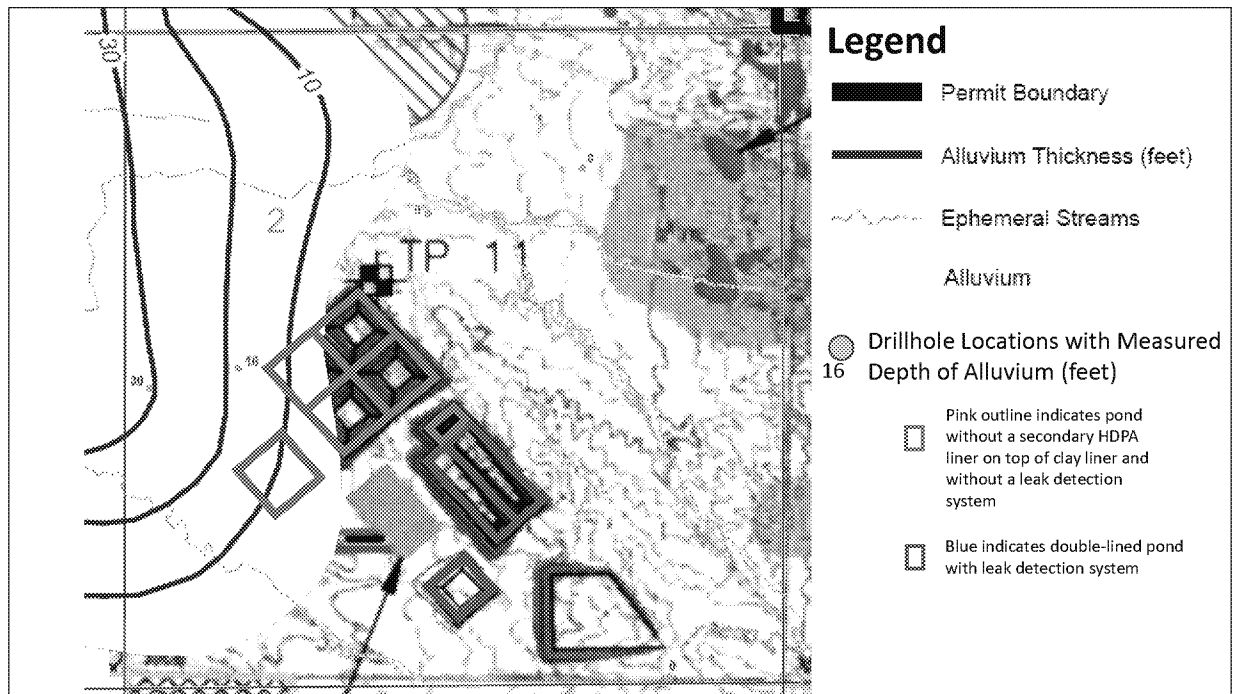 30
10
2
0
TP 11
16
30
0
Legend
Permit Boundary
Alluvium Thickness (feet)
Ephemeral Streams
Alluvium
Drillhole Locations with Measured
16 Depth of Alluvium (feet)
Pink outline indicates pond
without a secondary HDPA
liner on top of clay liner and
without a leak detection
system
Blue indicates double-lined pond
with leak detection system